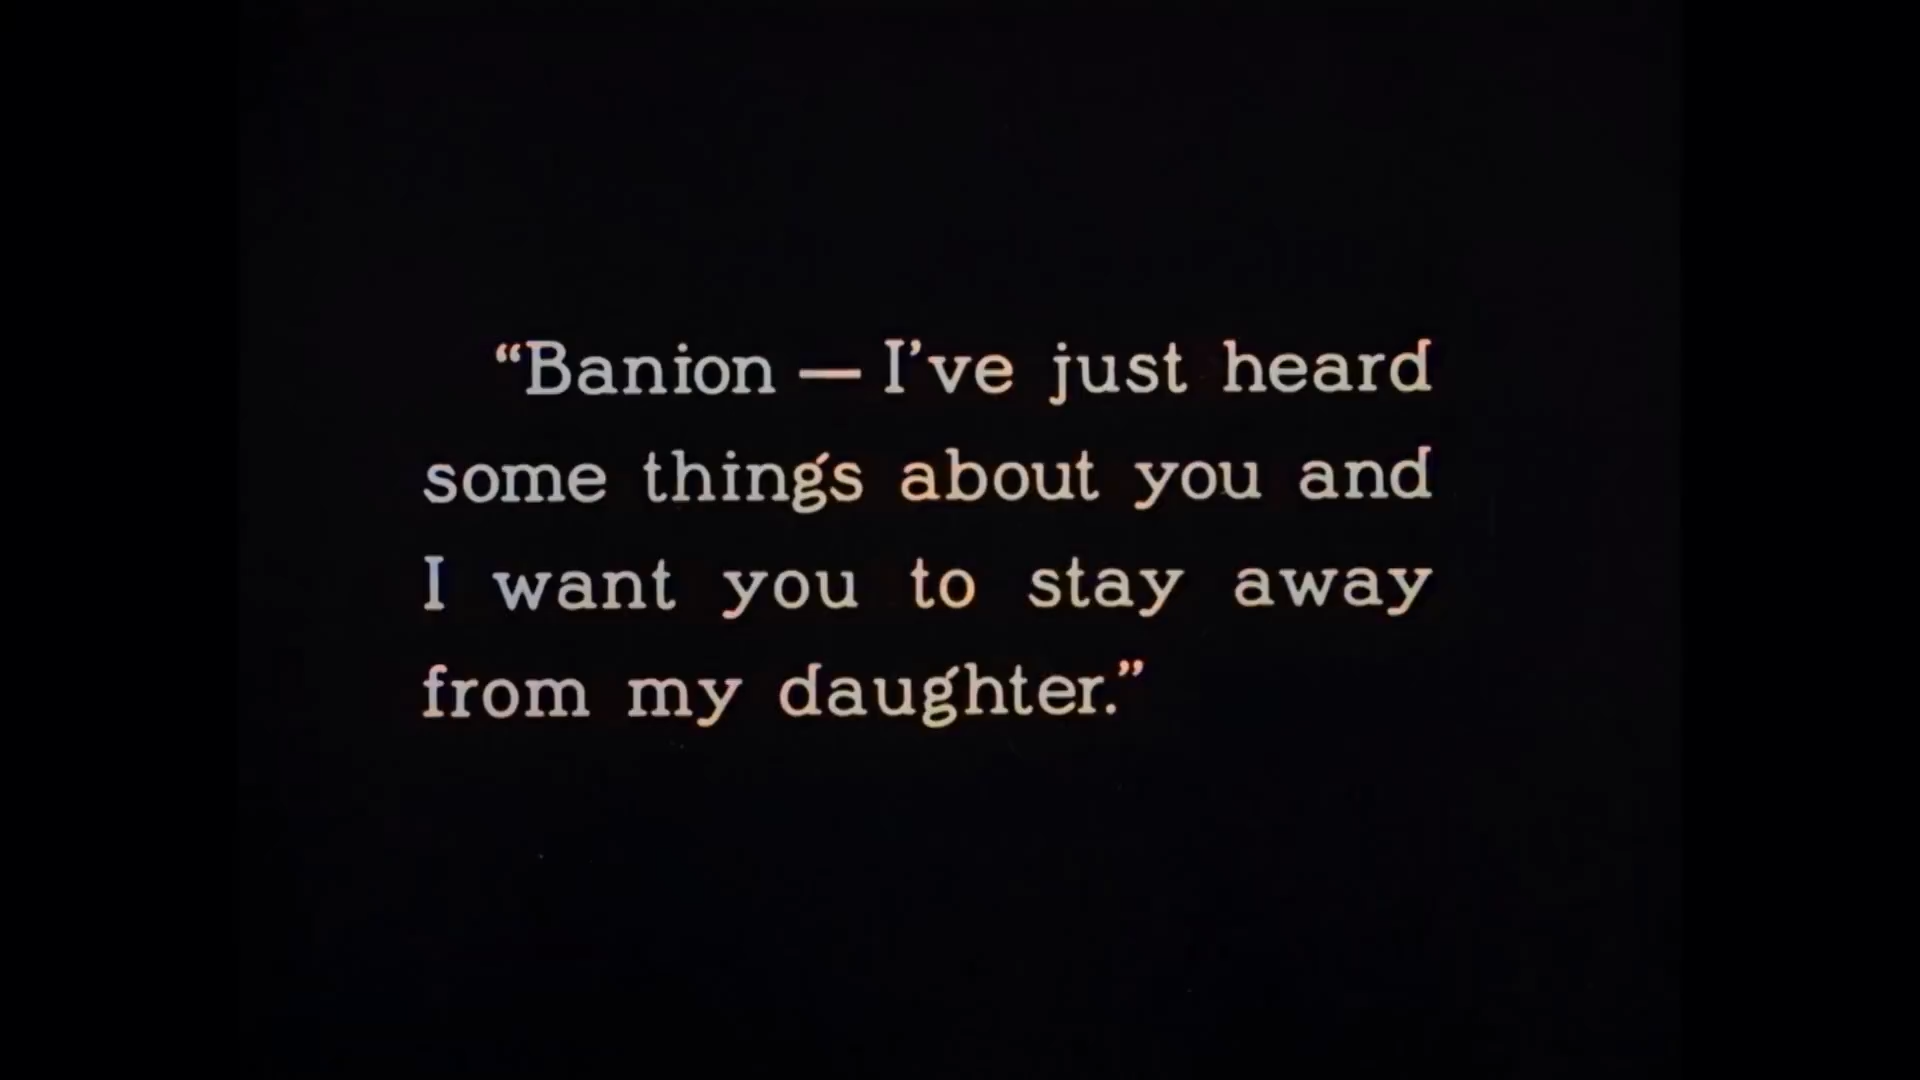 “Banion — I’ve just heard
some things about you and
I want you to stay away
from my daughter.”